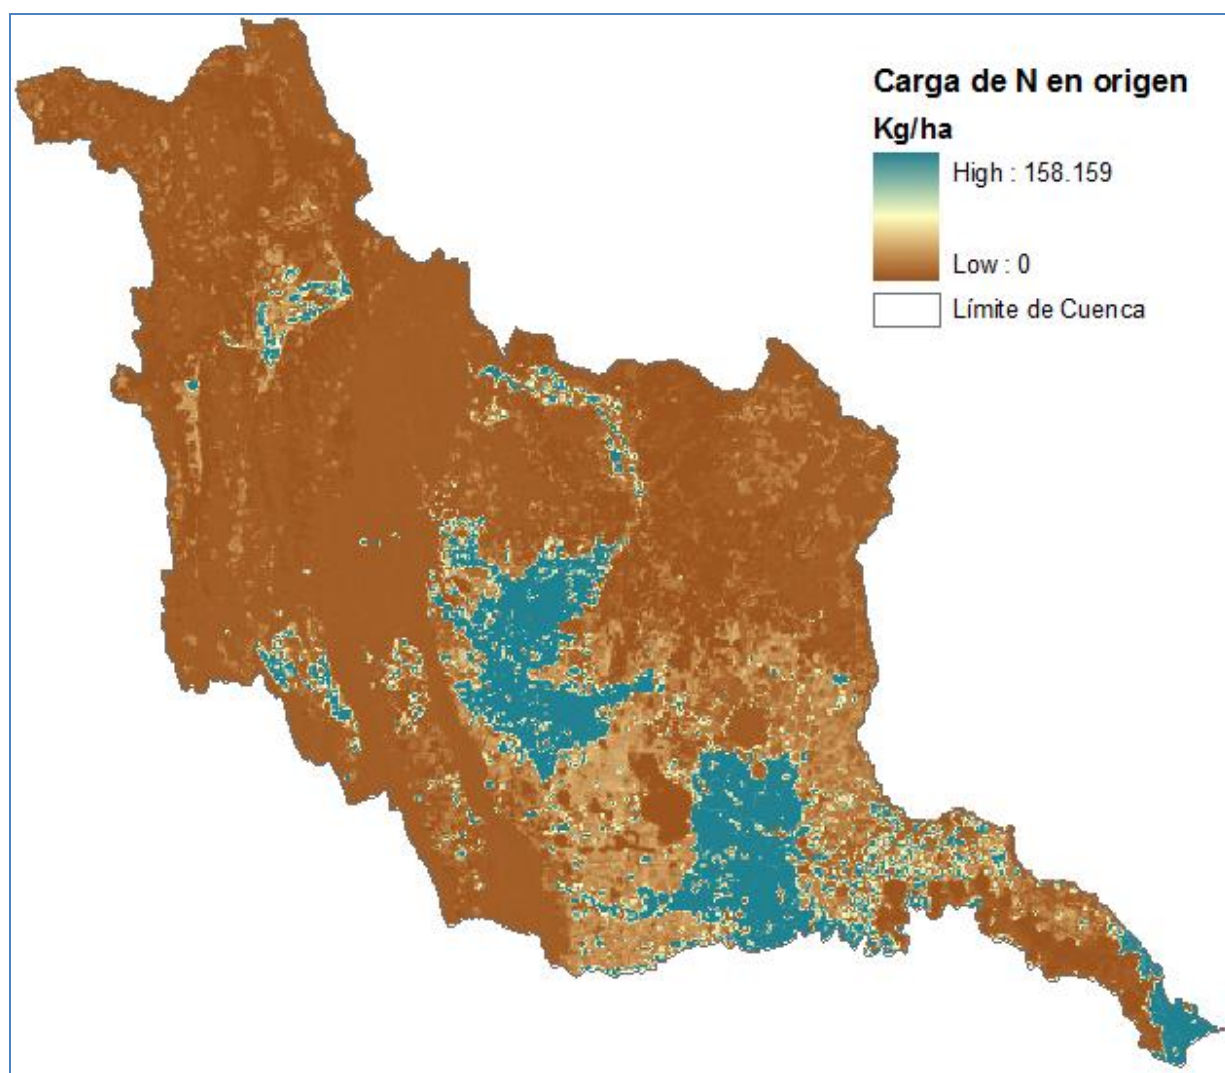 Carga de N en origen
Kg/ha
High : 158.159
Low : 0
Límite de Cuenca